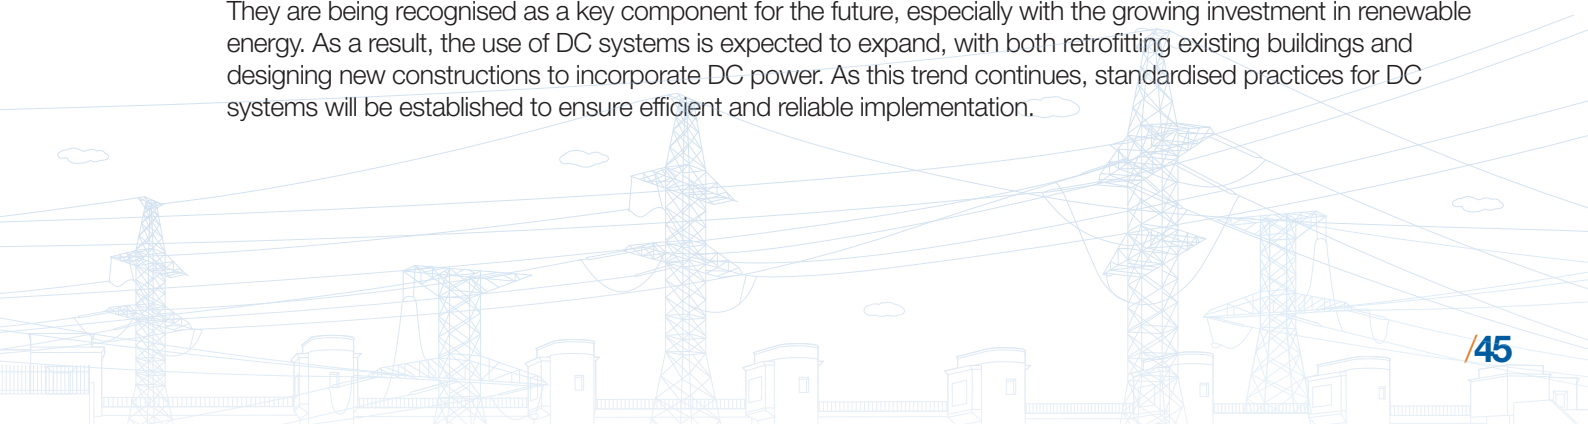 They are being recognised as a key component for the future, especially with the growing investment in renewable
energy. As a result, the use of DC systems is expected to expand, with both retrofitting existing buildings and
designing new constructions to incorporate DC power. As this trend continues, standardised practices for DC
systems will be established to ensure efficient and reliable implementation.
/45